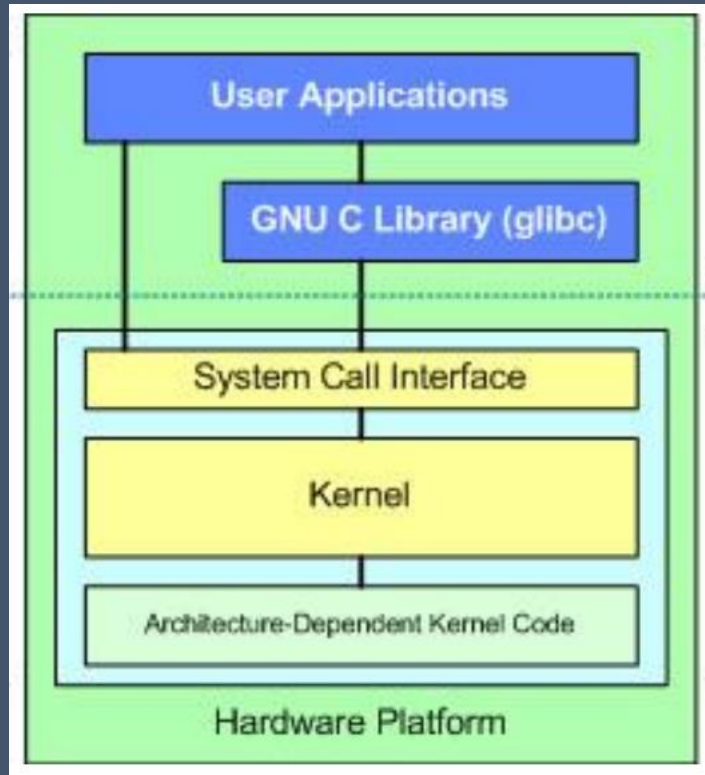 User Applications
GNU C Library (glibc)
System Call Interface
Kernel
Architecture-Dependent Kernel Code
Hardware Platform